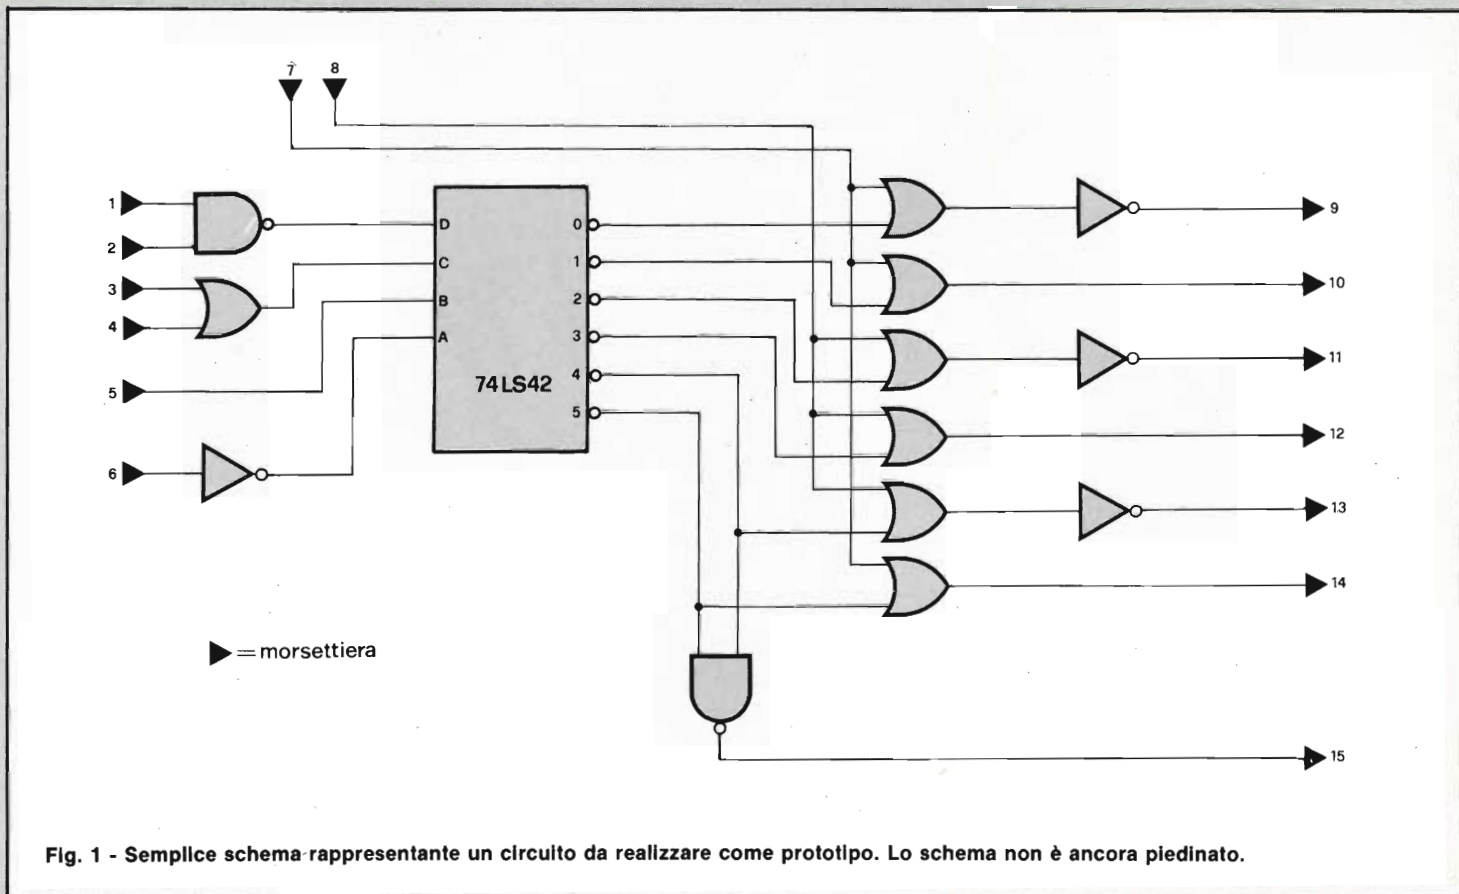 7 8
1
2
3
4
5
6
D
C
B
A
0
1
2
3
4
5
74LS42
9
10
11
12
13
14
15
=morsettiera
Fig. 1 - Semplice schema rappresentante un circuito da realizzare come prototipo. Lo schema non è ancora piedinato.